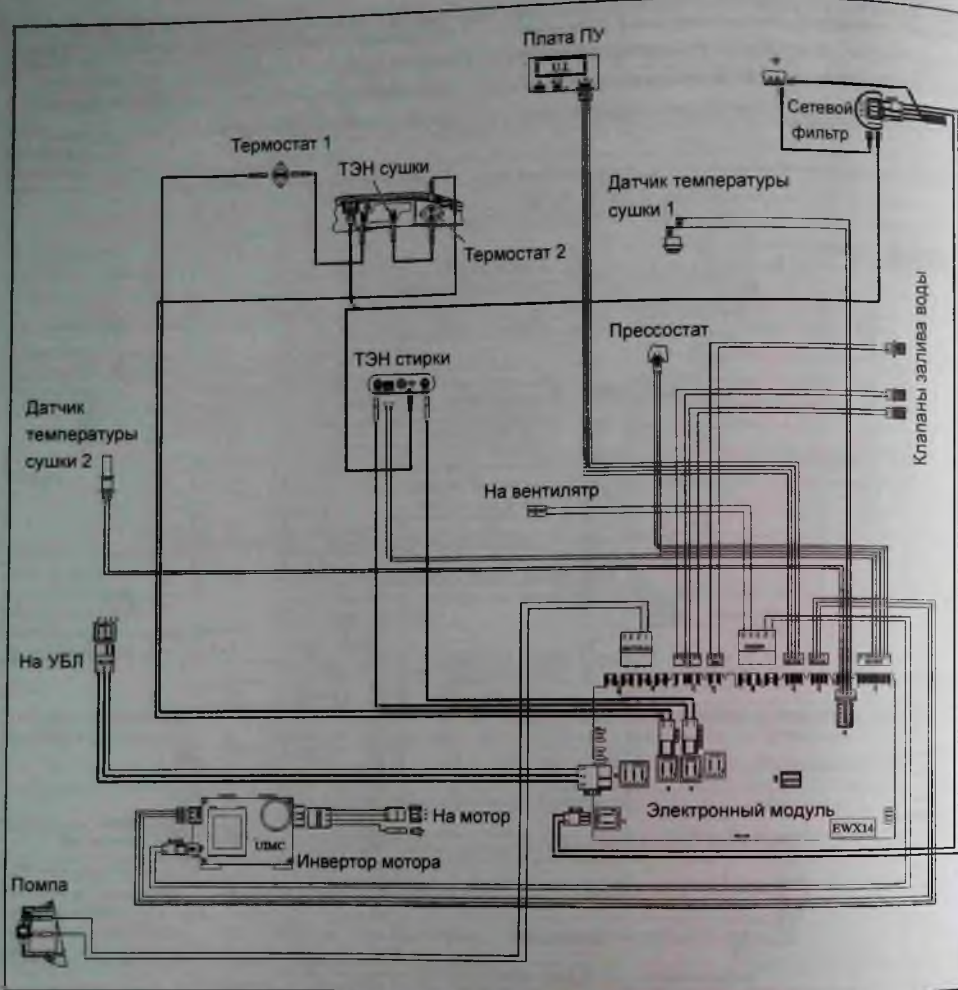 Плата ПУ
Сетевой
фильтр
Термостат 1
ТЭН сушки
Датчик температуры
сушки 1
Термостат 2
Клапаны залива воды
Прессостат
ТЭН стирки
Датчик
температуры
сушки 2
На вентилятр
На УБЛ
Электронный модуль
EWX14
На мотор
UIMC
Инвертор мотора
Помпа